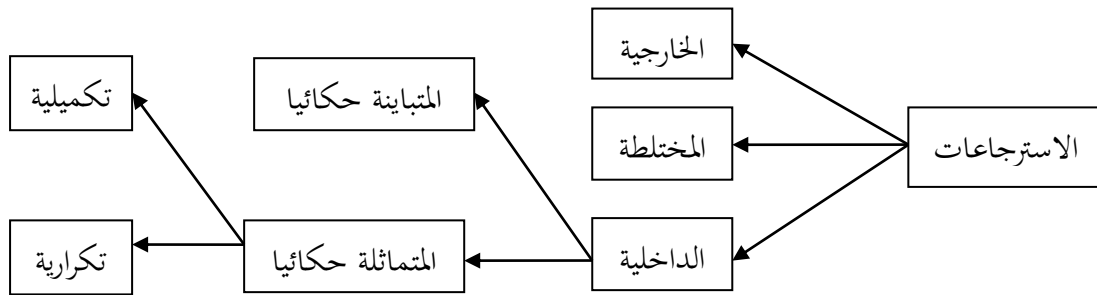 الاسترجاعات
الخارجية
المختلطة
الداخلية
المتباينة حكائيا
المتماثلة حكائيا
تكميلية
تكرارية